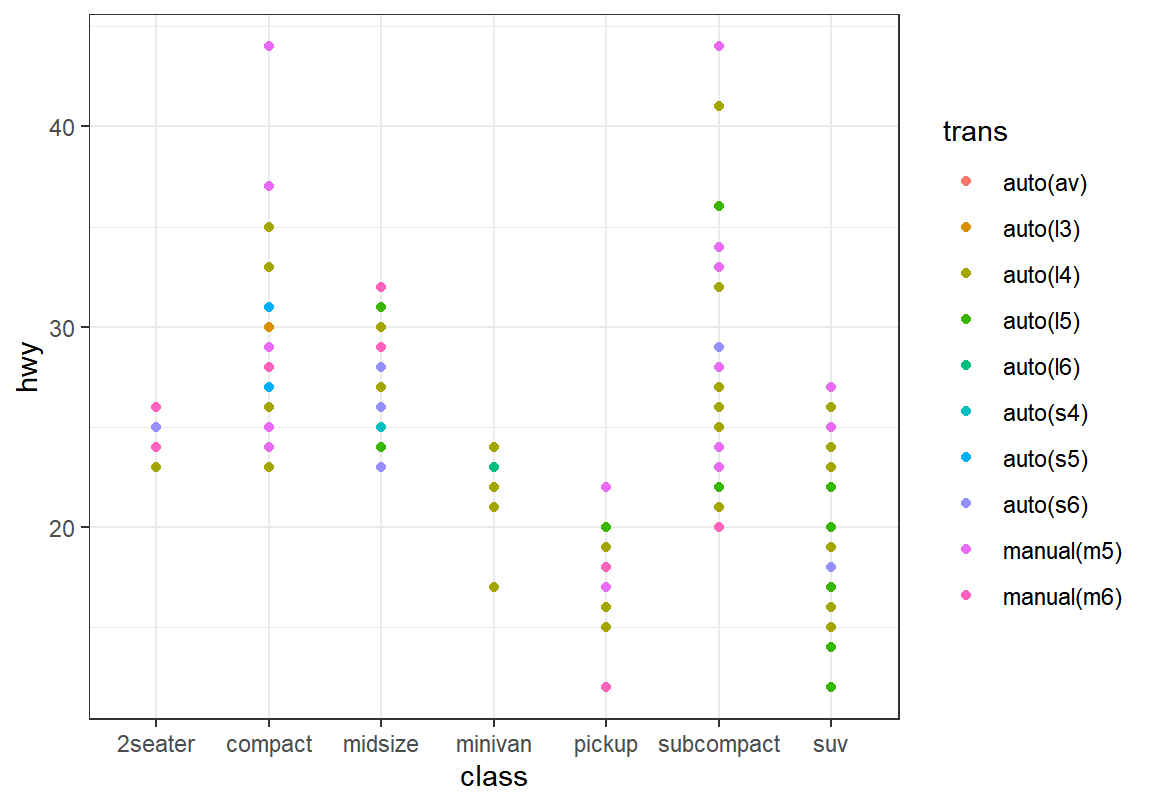 hwy
40
30
20
2seater compact midsize minivan pickup subcompact suv
class
trans
auto(av)
auto(l3)
auto(l4)
auto(l5)
auto(l6)
auto(s4)
auto(s5)
auto(s6)
manual(m5)
manual(m6)